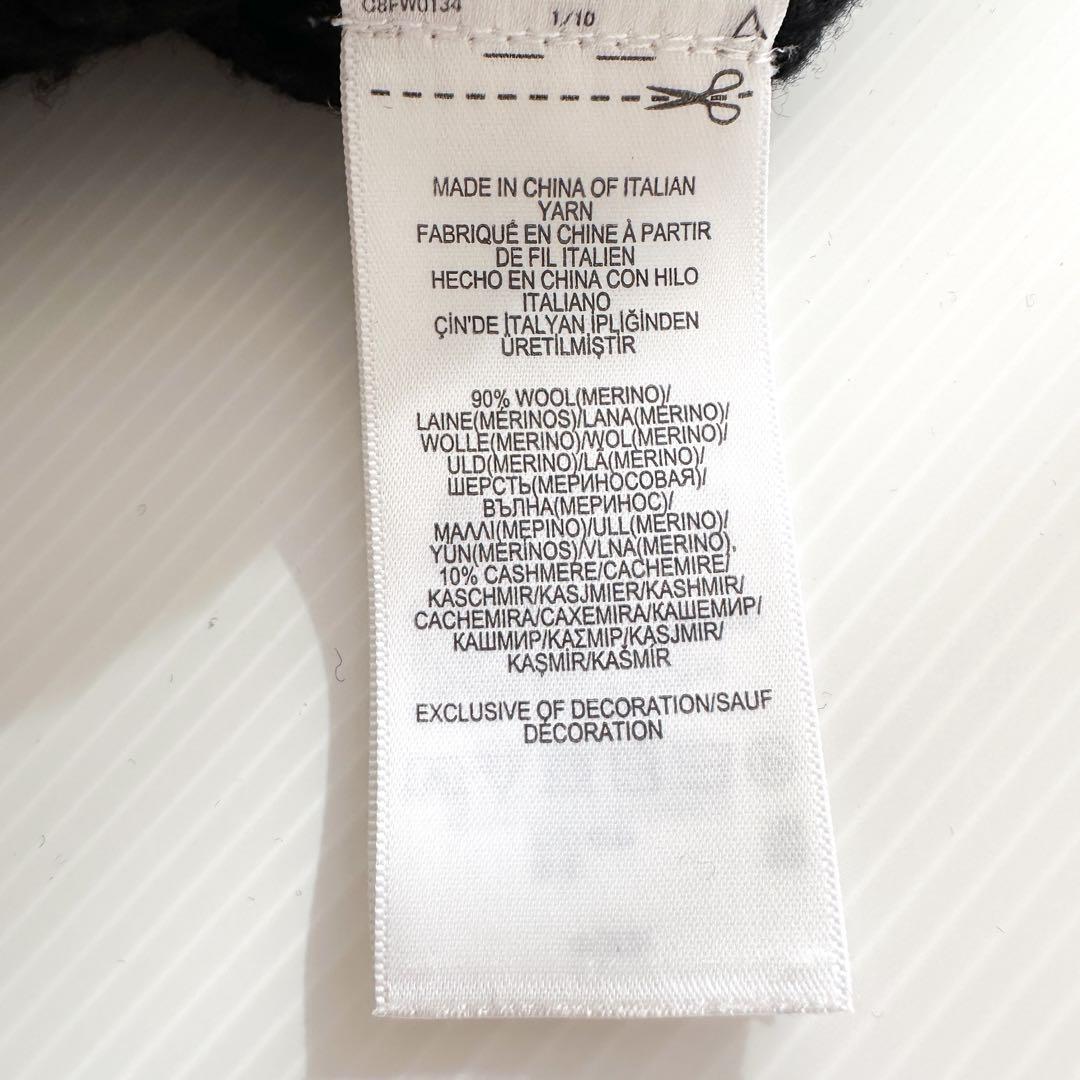 C8FW0134
1/10
MADE IN CHINA OF ITALIAN
YARN
FABRIQUÉ EN CHINE À PARTIR
DE FIL ITALIEN
HECHO EN CHINA CON HILO
ITALIANO
ÇİN'DE İTALYAN İPLİĞİNDEN
ÜRETİLMİŞTİR
90% WOOL(MERINO)/
LAINE(MÉRINOS)/LANA(MERINO)/
WOLLE(MERINO)/WOL(MERINO)/
ULD(MERINO)/LÃ(MERINO)/
ШЕРСТЬ(МЕРИНОСОВАЯ)/
ВЪЛНА(МЕРИНОС)/
ΜΑΛΛΙ(ΜΕΡΙΝΟ)/ULL(MERINO)/
YÜN(MERİNOS)/VLNA(MERINO).
10% CASHMERE/CACHEMIRE/
KASCHMIR/KASJMIER/KASHMIR/
CACHEMIRA/CAXEMIRA/КАШЕМИР/
КАШМИР/ΚΑΣΜΙΡ/KASJMIR/
KAŞMİR/KAŠMÍR
EXCLUSIVE OF DECORATION/SAUF
DÉCORATION